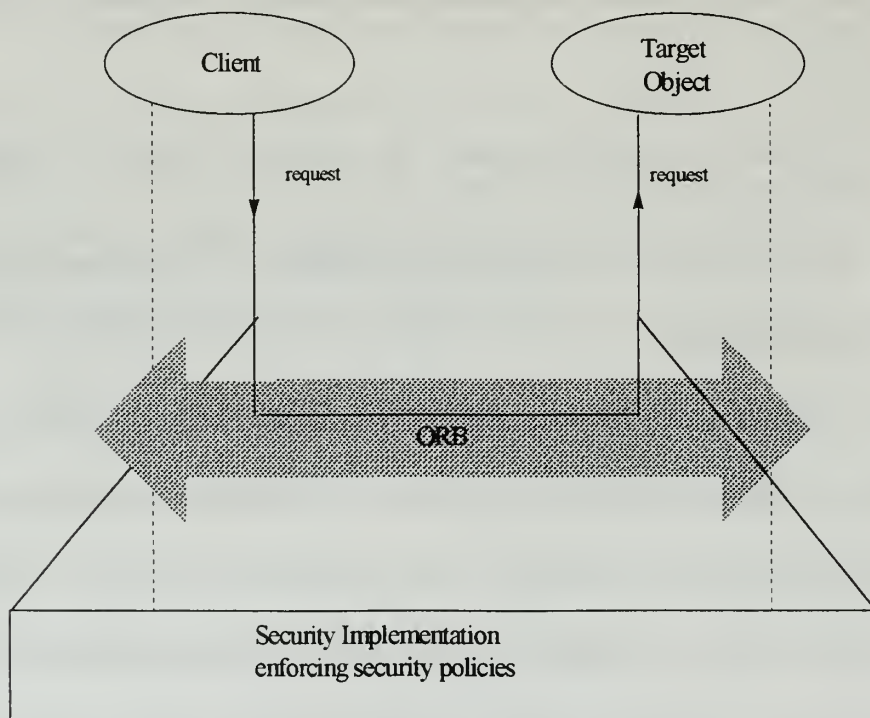 Client
Target
Object
request
request
ORB
Security Implementation
enforcing security policies